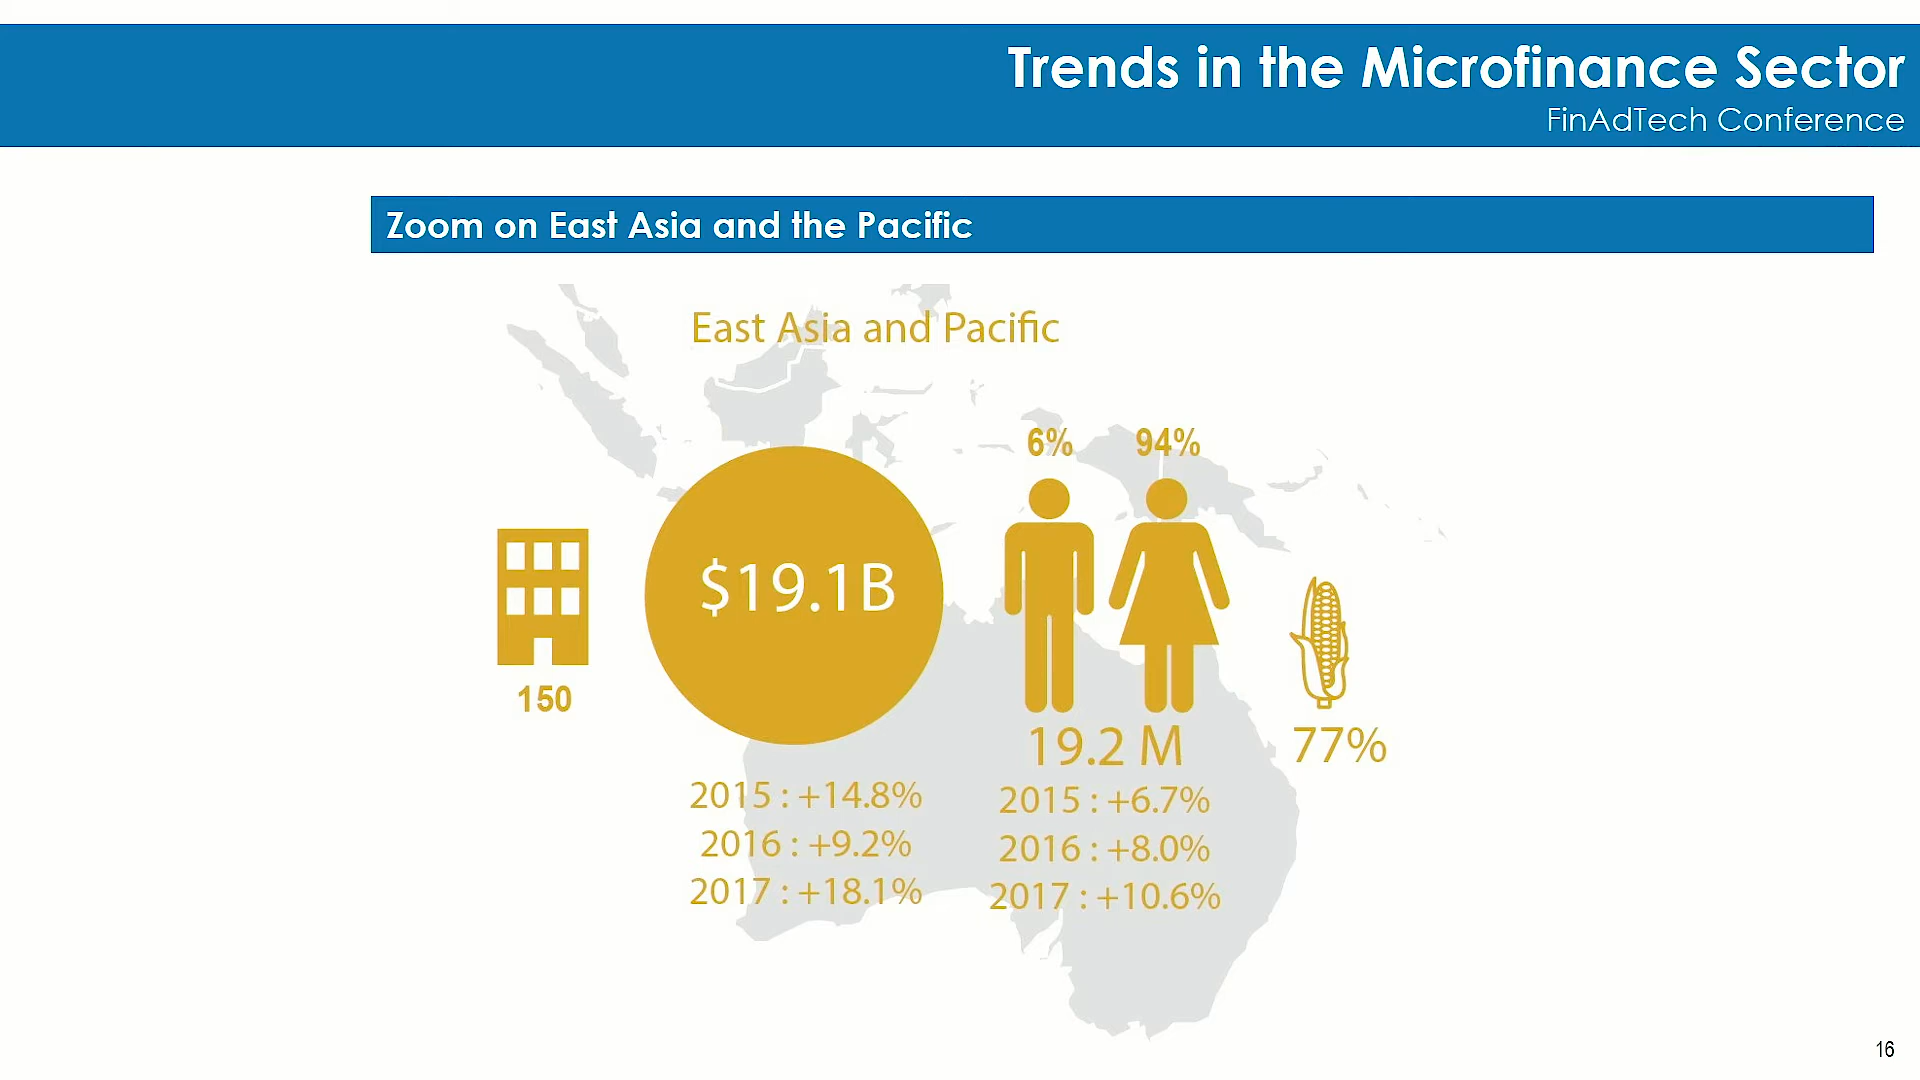 Trends in the Microfinance Sector
FinAdTech Conference
Zoom on East Asia and the Pacific
East Asia and Pacific
6% 94%
$19.1B
150
19.2 M
77%
2015 : +14.8%
2016 : +9.2%
2017 : +18.1%
2015 : +6.7%
2016 : +8.0%
2017 : +10.6%
16